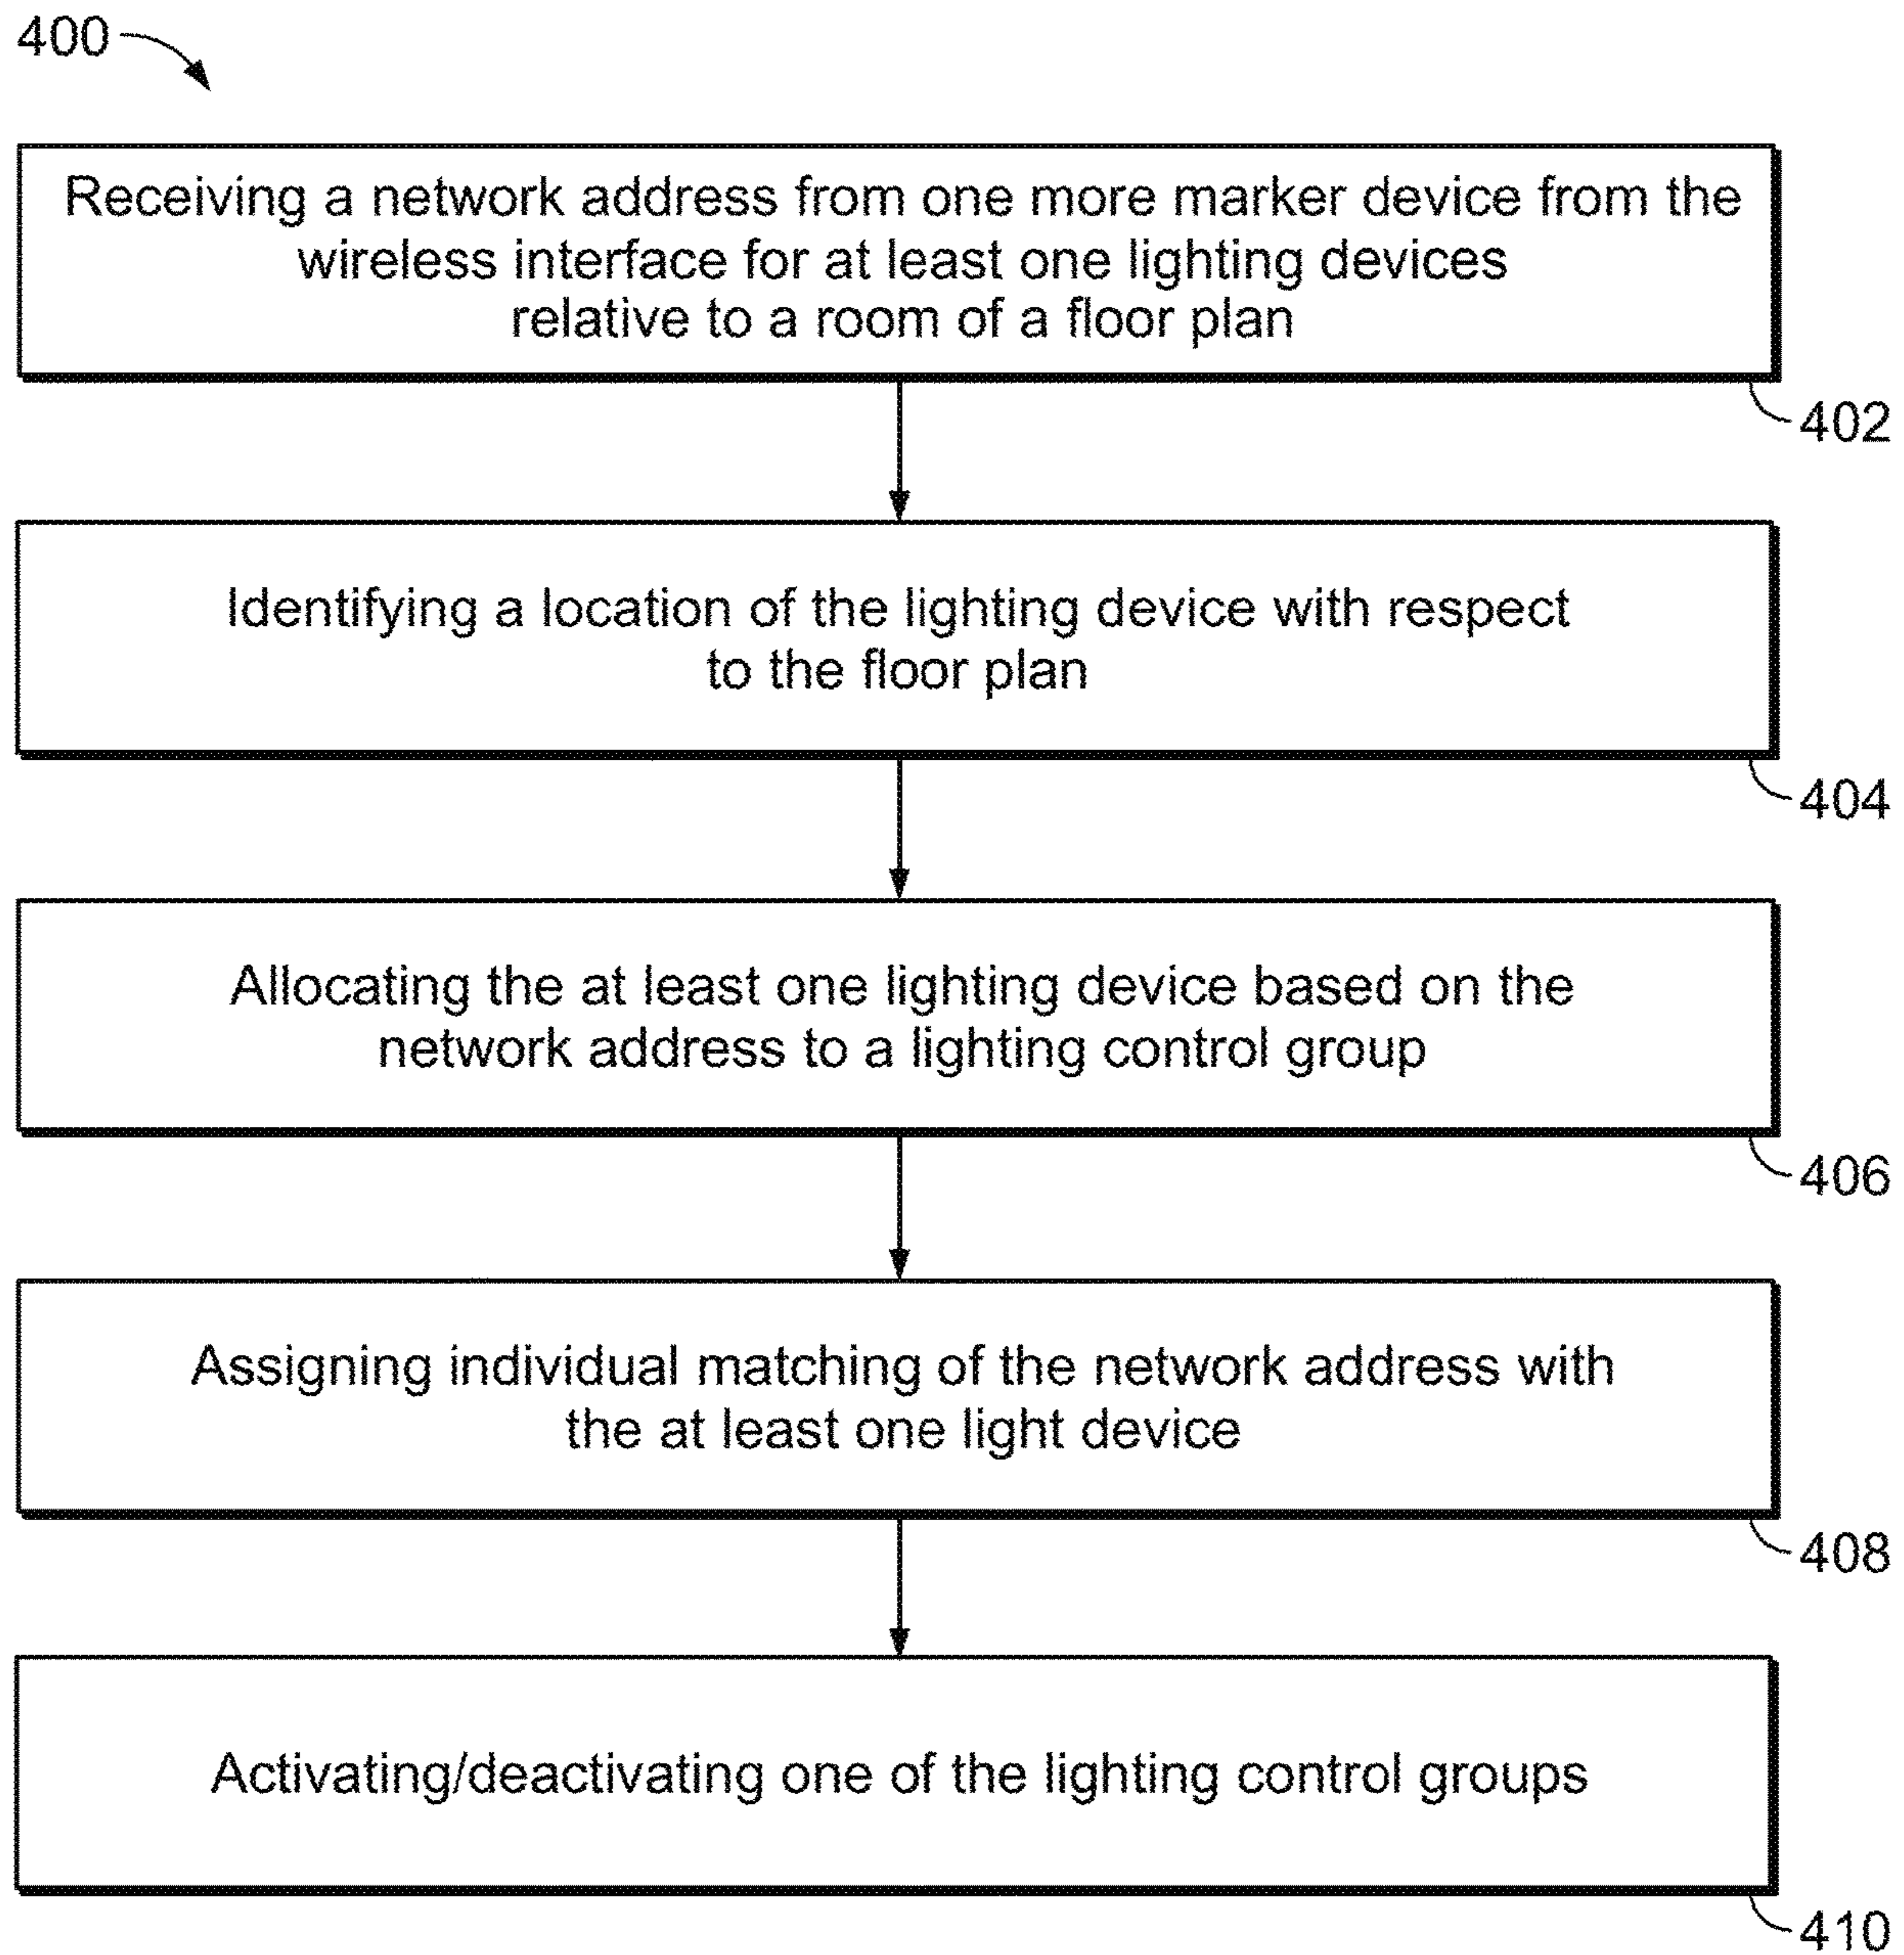 400
Receiving a network address from one more marker device from the
wireless interface for at least one lighting devices
relative to a room of a floor plan
402
Identifying a location of the lighting device with respect
to the floor plan
404
Allocating the at least one lighting device based on the
network address to a lighting control group
406
Assigning individual matching of the network address with
the at least one light device
408
Activating/deactivating one of the lighting control groups
410